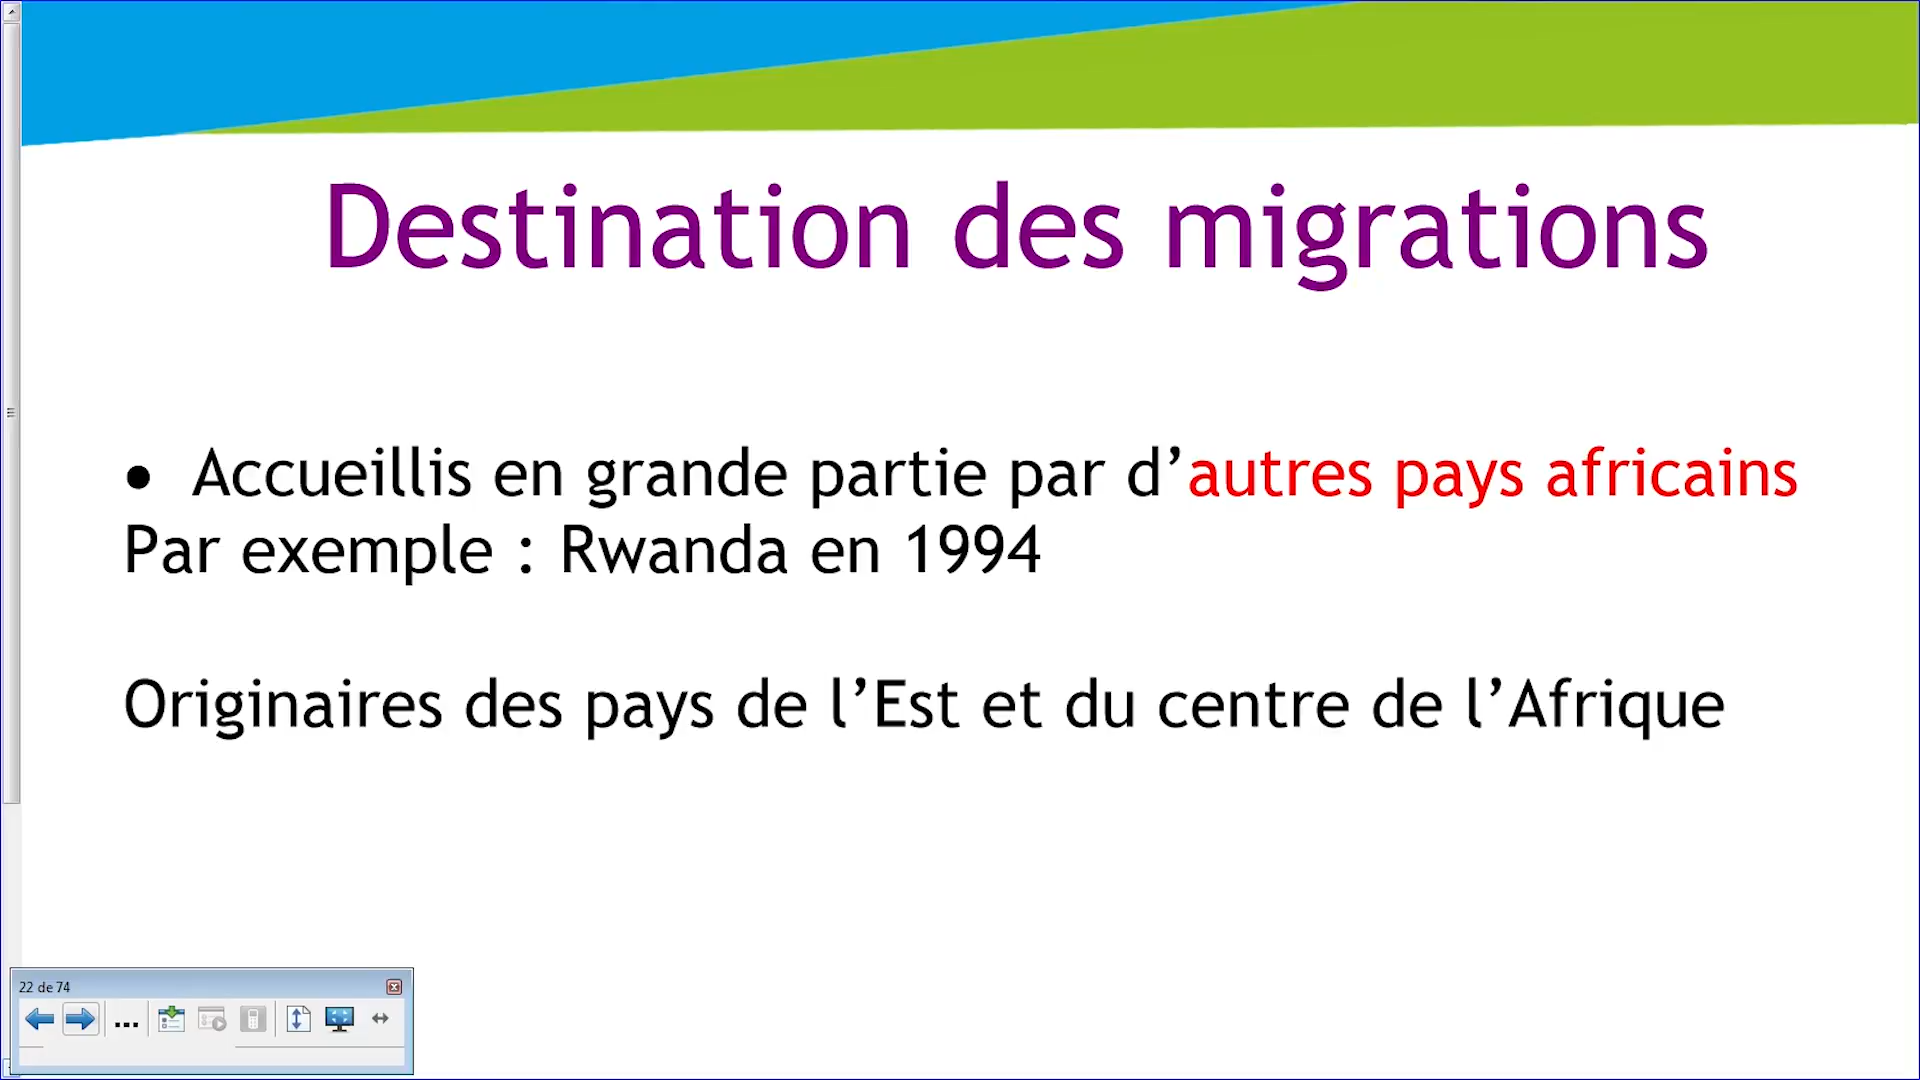 Destination des migrations
• Accueillis en grande partie par d’autres pays africains
Par exemple : Rwanda en 1994
Originaires des pays de l’Est et du centre de l’Afrique
22 de 74
...